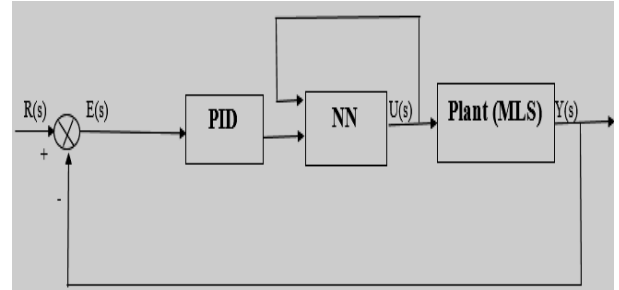 R(s)
E(s)
PID
NN
U(s)
Plant (MLS)
Y(s)
+
-